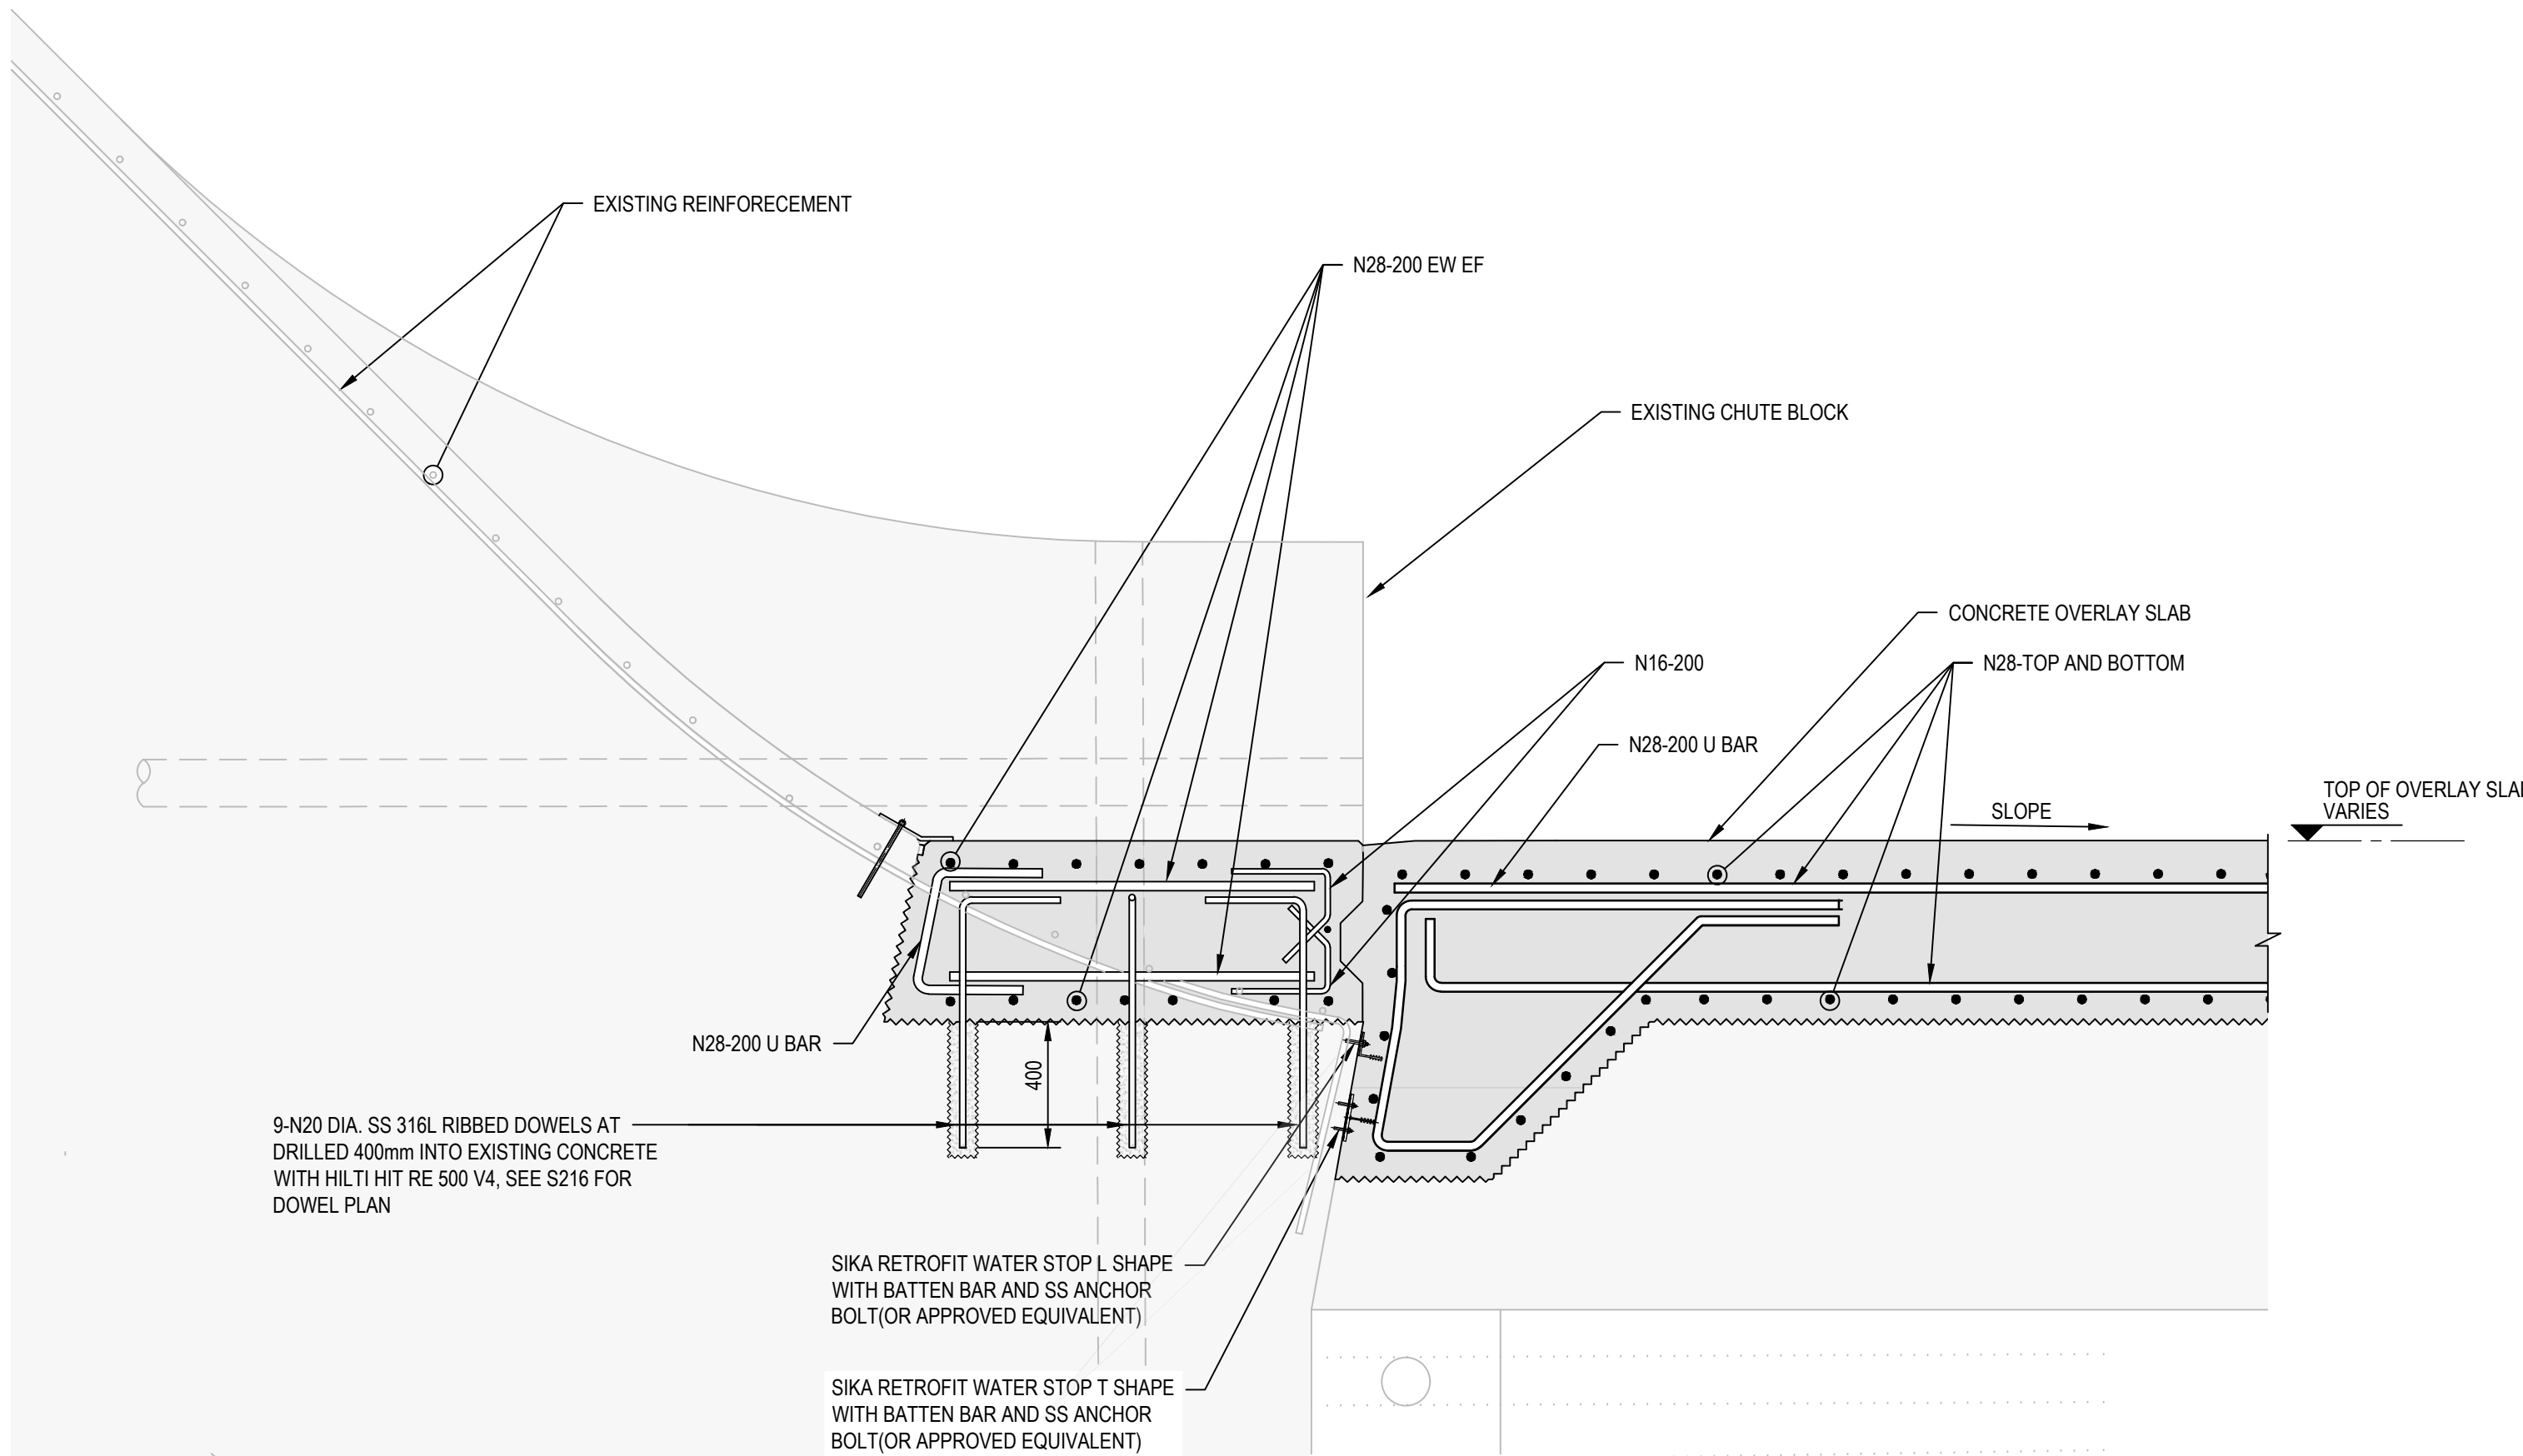 EXISTING REINFORECEMENT
N28-200 EW EF
EXISTING CHUTE BLOCK
CONCRETE OVERLAY SLAB
N16-200
N28-TOP AND BOTTOM
N28-200 U BAR
TOP OF OVERLAY SLAB
VARIES
SLOPE
N28-200 U BAR
400
9-N20 DIA. SS 316L RIBBED DOWELS AT
DRILLED 400mm INTO EXISTING CONCRETE
WITH HILTI HIT RE 500 V4, SEE S216 FOR
DOWEL PLAN
SIKA RETROFIT WATER STOP L SHAPE
WITH BATTEN BAR AND SS ANCHOR
BOLT(OR APPROVED EQUIVALENT)
SIKA RETROFIT WATER STOP T SHAPE
WITH BATTEN BAR AND SS ANCHOR
BOLT(OR APPROVED EQUIVALENT)